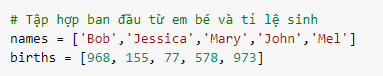 # Tập hợp ban đầu từ em bé và tỉ lệ sinh
names = ['Bob','Jessica','Mary','John','Mel']
births = [968, 155, 77, 578, 973]